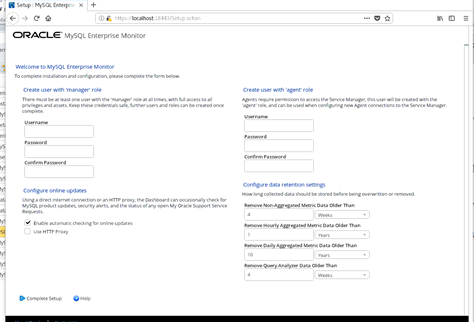 Setup : MySQL Enterpris
https://localhost:18443/Setup.action
ORACLE MySQL Enterprise Monitor
Welcome to MySQL Enterprise Monitor
To complete installation and configuration, please complete the form below.
Create user with 'manager' role
There must be at least one user with the 'manager' role at all times, with full access to all
privileges and assets. Keep these credentials safe, further users and roles can be created once
complete.
Username
Password
Confirm Password
Configure online updates
Using a direct internet connection or an HTTP proxy, the Dashboard can occasionally check for
MySQL product updates, security alerts, and the status of any open My Oracle Support Service
Requests.
Enable automatic checking for online updates
Use HTTP Proxy
Create user with 'agent' role
Agents require permission to access the Service Manager, this user will be created with the
'agent' role, and can be used when configuring new Agent connections to the Service Manager.
Username
Password
Confirm Password
Configure data retention settings
How long collected data should be stored before being overwritten or removed.
Remove Non-Aggregated Metric Data Older Than
4 Weeks
Remove Hourly Aggregated Metric Data Older Than
1 Years
Remove Daily Aggregated Metric Data Older Than
10 Years
Remove Query Analyzer Data Older Than
4 Weeks
Complete Setup
Help